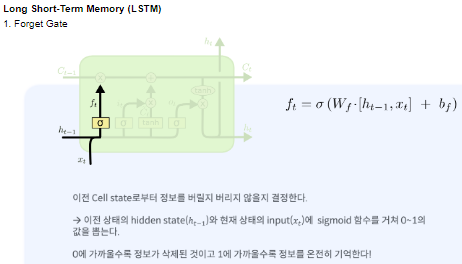 Long Short-Term Memory (LSTM)
1. Forget Gate
h_t
C_{t-1}
C_t
tanh
f_t
σ
σ
tanh
σ
h_{t-1}
h_t
x_t
f_t = σ (W_f·[h_{t-1}, x_t] + b_f)
이전 Cell state로부터 정보를 버릴지 버리지 않을지 결정한다.
→ 이전 상태의 hidden state(h_{t-1})와 현재 상태의 input(x_t)에 sigmoid 함수를 거쳐 0~1의
값을 뽑는다.
0에 가까울수록 정보가 삭제된 것이고 1에 가까울수록 정보를 온전히 기억한다!